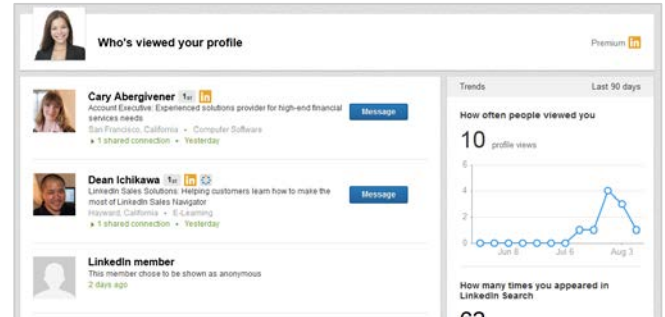 Who's viewed your profile
Premium in
Cary Abergivener 1st in
Account Executive: Experienced solutions provider for high-end financial
services needs
San Francisco, California • Computer Software
▸ 1 shared connection • Yesterday
Message
Dean Ichikawa 1st in
LinkedIn Sales Solutions: Helping customers learn how to make the
most of LinkedIn Sales Navigator
Hayward, California • E-Learning
▸ 1 shared connection • Yesterday
Message
LinkedIn member
This member chose to be shown as anonymous
2 days ago
Trends Last 90 days
How often people viewed you
10 profile views
6
4
2
0
Jun 8 Jul 6 Aug 3
How many times you appeared in
LinkedIn Search